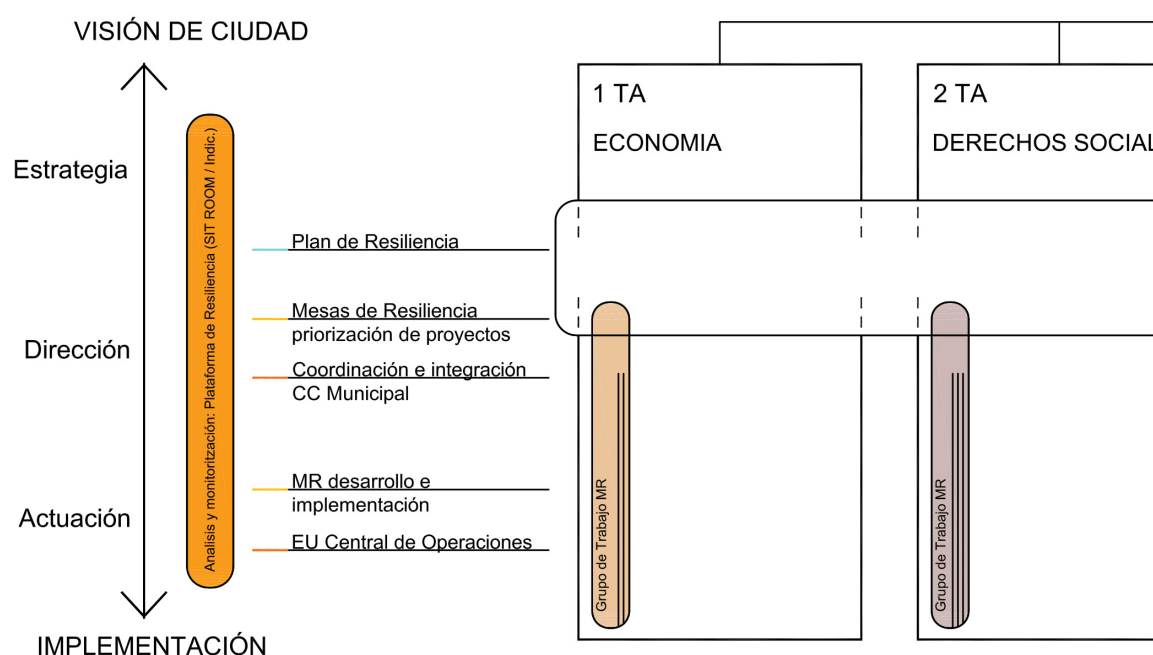 VISIÓN DE CIUDAD
Estrategia
Dirección
Actuación
IMPLEMENTACIÓN
Analisis y monitoritzación: Plataforma de Resiliencia (SIT ROOM / Indic.)
Plan de Resiliencia
Mesas de Resiliencia
priorización de proyectos
Coordinación e integración
CC Municipal
MR desarrollo e
implementación
EU Central de Operaciones
1 TA
ECONOMIA
Grupo de Trabajo MR
2 TA
DERECHOS SOCIAL
Grupo de Trabajo MR